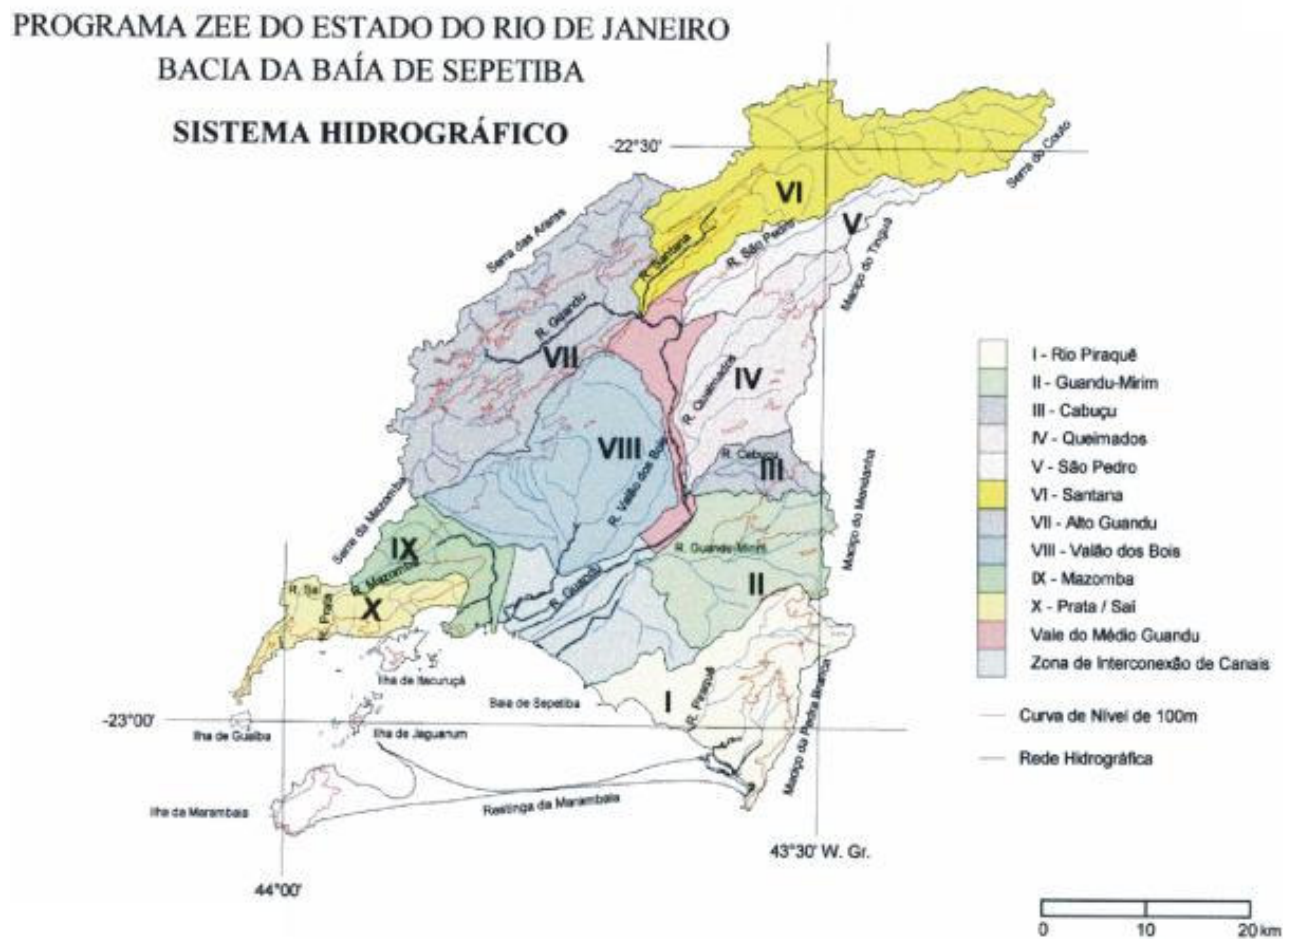 PROGRAMA ZEE DO ESTADO DO RIO DE JANEIRO
BACIA DA BAÍA DE SEPETIBA
SISTEMA HIDROGRÁFICO
-22°30'
Serra do Couto
VI
V
Serra das Araras
R. Santana
R. São Pedro
Maciço do Tinguá
R. Guandu
VII
IV
R. Queimados
VIII
R. Valão dos Bois
R. Cabuçu
III
Serra da Mazomba
Maciço do Mendanha
IX
R. Mazomba
R. Guandu-Mirim
II
R. Guandu
R. Saí
R. Prata
X
Ilha de Itacuruçá
Baia de Sepetiba
I
R. Piraquê
Maciço da Pedra Branca
-23°00'
Ilha de Guaiba
Ilha de Jaguanum
Ilha da Marambaia
Restinga da Marambaia
43°30' W. Gr.
44°00'
I - Rio Piraquê
II - Guandu-Mirim
III - Cabuçu
IV - Queimados
V - São Pedro
VI - Santana
VII - Alto Guandu
VIII - Valão dos Bois
IX - Mazomba
X - Prata / Saí
Vale do Médio Guandu
Zona de Interconexão de Canais
Curva de Nível de 100m
Rede Hidrográfica
0 10 20 km